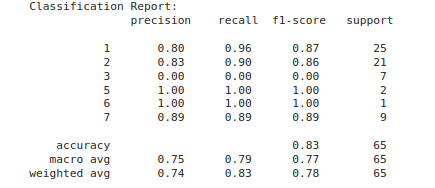 Classification Report:
precision recall f1-score support
1 0.80 0.96 0.87 25
2 0.83 0.90 0.86 21
3 0.00 0.00 0.00 7
5 1.00 1.00 1.00 2
6 1.00 1.00 1.00 1
7 0.89 0.89 0.89 9
accuracy 0.83 65
macro avg 0.75 0.79 0.77 65
weighted avg 0.74 0.83 0.78 65